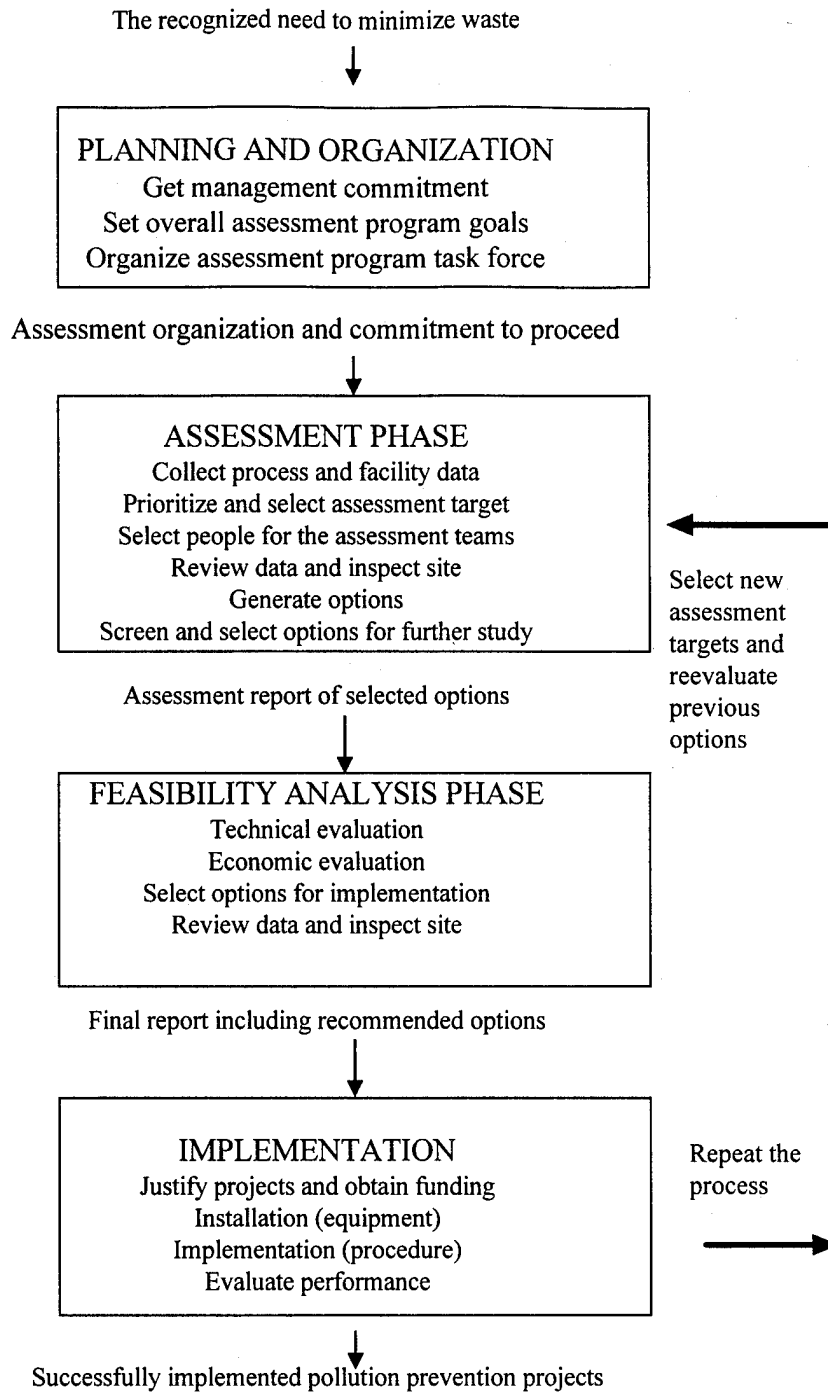 The recognized need to minimize waste
PLANNING AND ORGANIZATION
Get management commitment
Set overall assessment program goals
Organize assessment program task force
Assessment organization and commitment to proceed
ASSESSMENT PHASE
Collect process and facility data
Prioritize and select assessment target
Select people for the assessment teams
Review data and inspect site
Generate options
Screen and select options for further study
Select new
assessment
targets and
reevaluate
previous
options
Assessment report of selected options
FEASIBILITY ANALYSIS PHASE
Technical evaluation
Economic evaluation
Select options for implementation
Review data and inspect site
Final report including recommended options
IMPLEMENTATION
Justify projects and obtain funding
Installation (equipment)
Implementation (procedure)
Evaluate performance
Repeat the
process
Successfully implemented pollution prevention projects